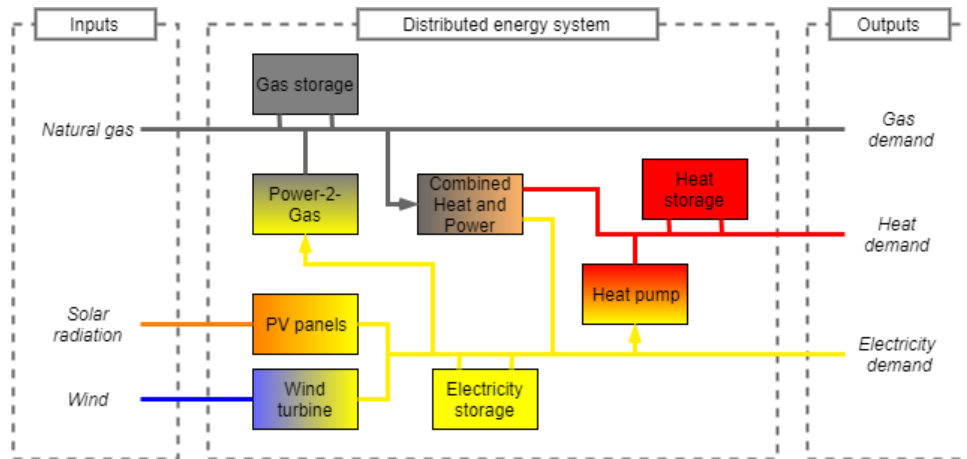 Inputs
Distributed energy system
Outputs
Gas storage
Natural gas
Gas
demand
Power-2-
Gas
Combined
Heat and
Power
Heat
storage
Heat
demand
Heat pump
Solar
radiation
PV panels
Electricity
demand
Wind
Wind
turbine
Electricity
storage